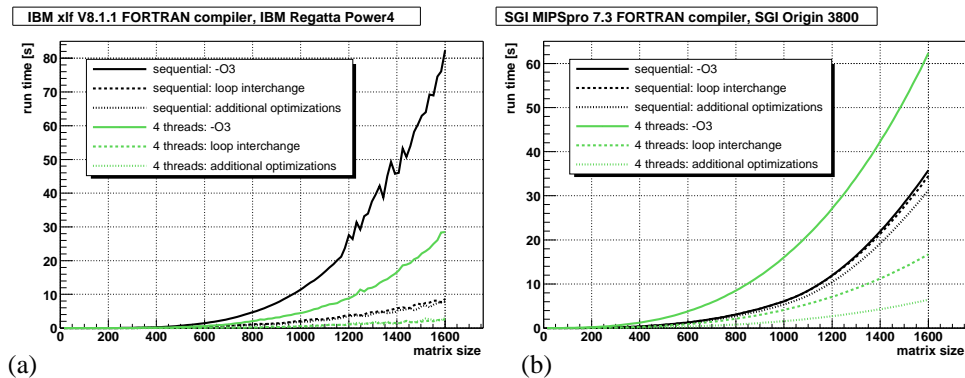 IBM xlf V8.1.1 FORTRAN compiler, IBM Regatta Power4
run time [s]
80
70
60
50
40
30
20
10
0
sequential: -O3
sequential: loop interchange
sequential: additional optimizations
4 threads: -O3
4 threads: loop interchange
4 threads: additional optimizations
0 200 400 600 800 1000 1200 1400 1600
matrix size
(a)
SGI MIPSpro 7.3 FORTRAN compiler, SGI Origin 3800
run time [s]
60
50
40
30
20
10
0
sequential: -O3
sequential: loop interchange
sequential: additional optimizations
4 threads: -O3
4 threads: loop interchange
4 threads: additional optimizations
0 200 400 600 800 1000 1200 1400 1600
matrix size
(b)